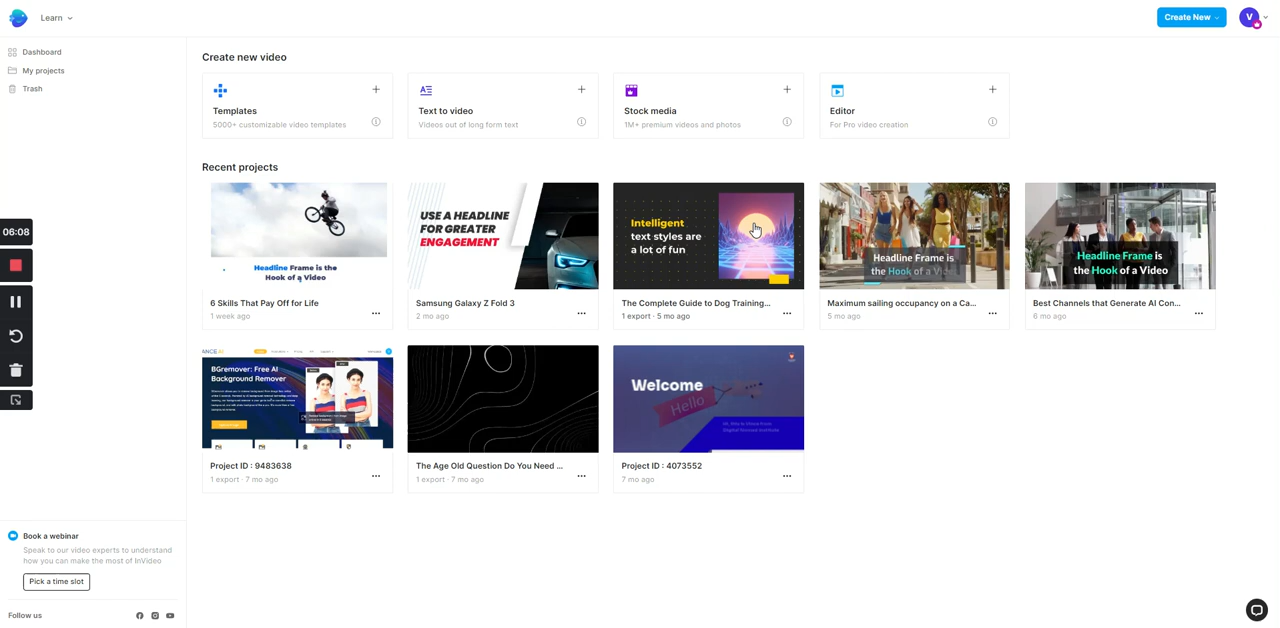 Learn
Create New
V
Dashboard
My projects
Trash
Create new video
Templates
5000+ customizable video templates
Text to video
Videos out of long form text
Stock media
1M+ premium videos and photos
Editor
For Pro video creation
Recent projects
Headline Frame is the
Hook of a Video
6 Skills That Pay Off for Life
1 week ago
USE A HEADLINE
FOR GREATER
ENGAGEMENT
Samsung Galaxy Z Fold 3
2 mo ago
Intelligent
text styles are
a lot of fun
The Complete Guide to Dog Training...
1 export · 5 mo ago
Headline Frame is
the Hook of a Video
Maximum sailing occupancy on a Ca...
5 mo ago
Headline Frame is
the Hook of a Video
Best Channels that Generate AI Con...
6 mo ago
06:08
BGremover: Free AI
Background Remover
Project ID : 9483638
1 export · 7 mo ago
The Age Old Question Do You Need ...
1 export · 7 mo ago
Welcome
Hello
Project ID : 4073552
7 mo ago
Book a webinar
Speak to our video experts to understand
how you can make the most of InVideo
Pick a time slot
Follow us